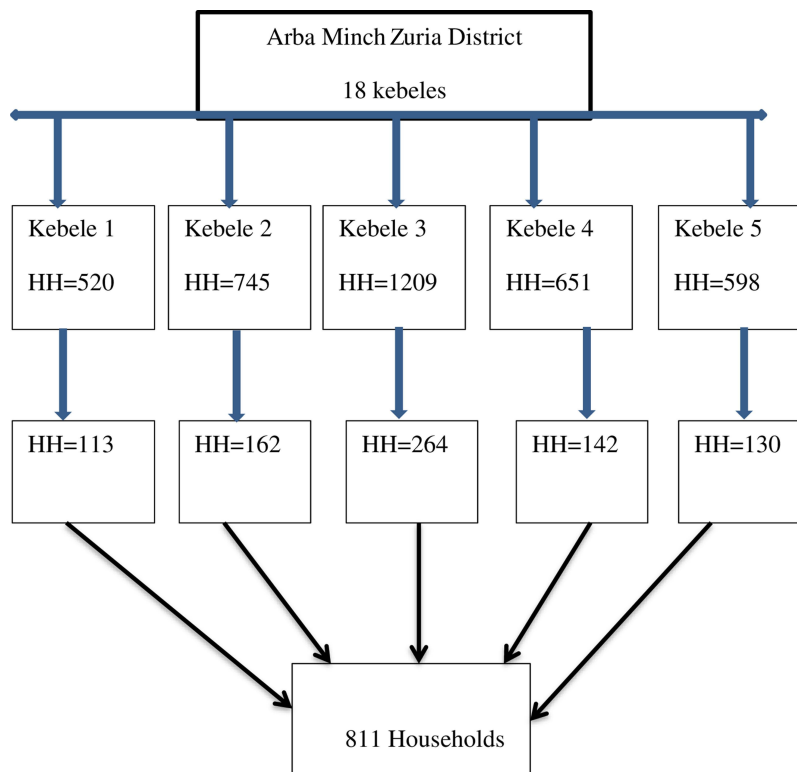 Arba Minch Zuria District
18 kebeles
Kebele 1
HH=520
Kebele 2
HH=745
Kebele 3
HH=1209
Kebele 4
HH=651
Kebele 5
HH=598
HH=113
HH=162
HH=264
HH=142
HH=130
811 Households